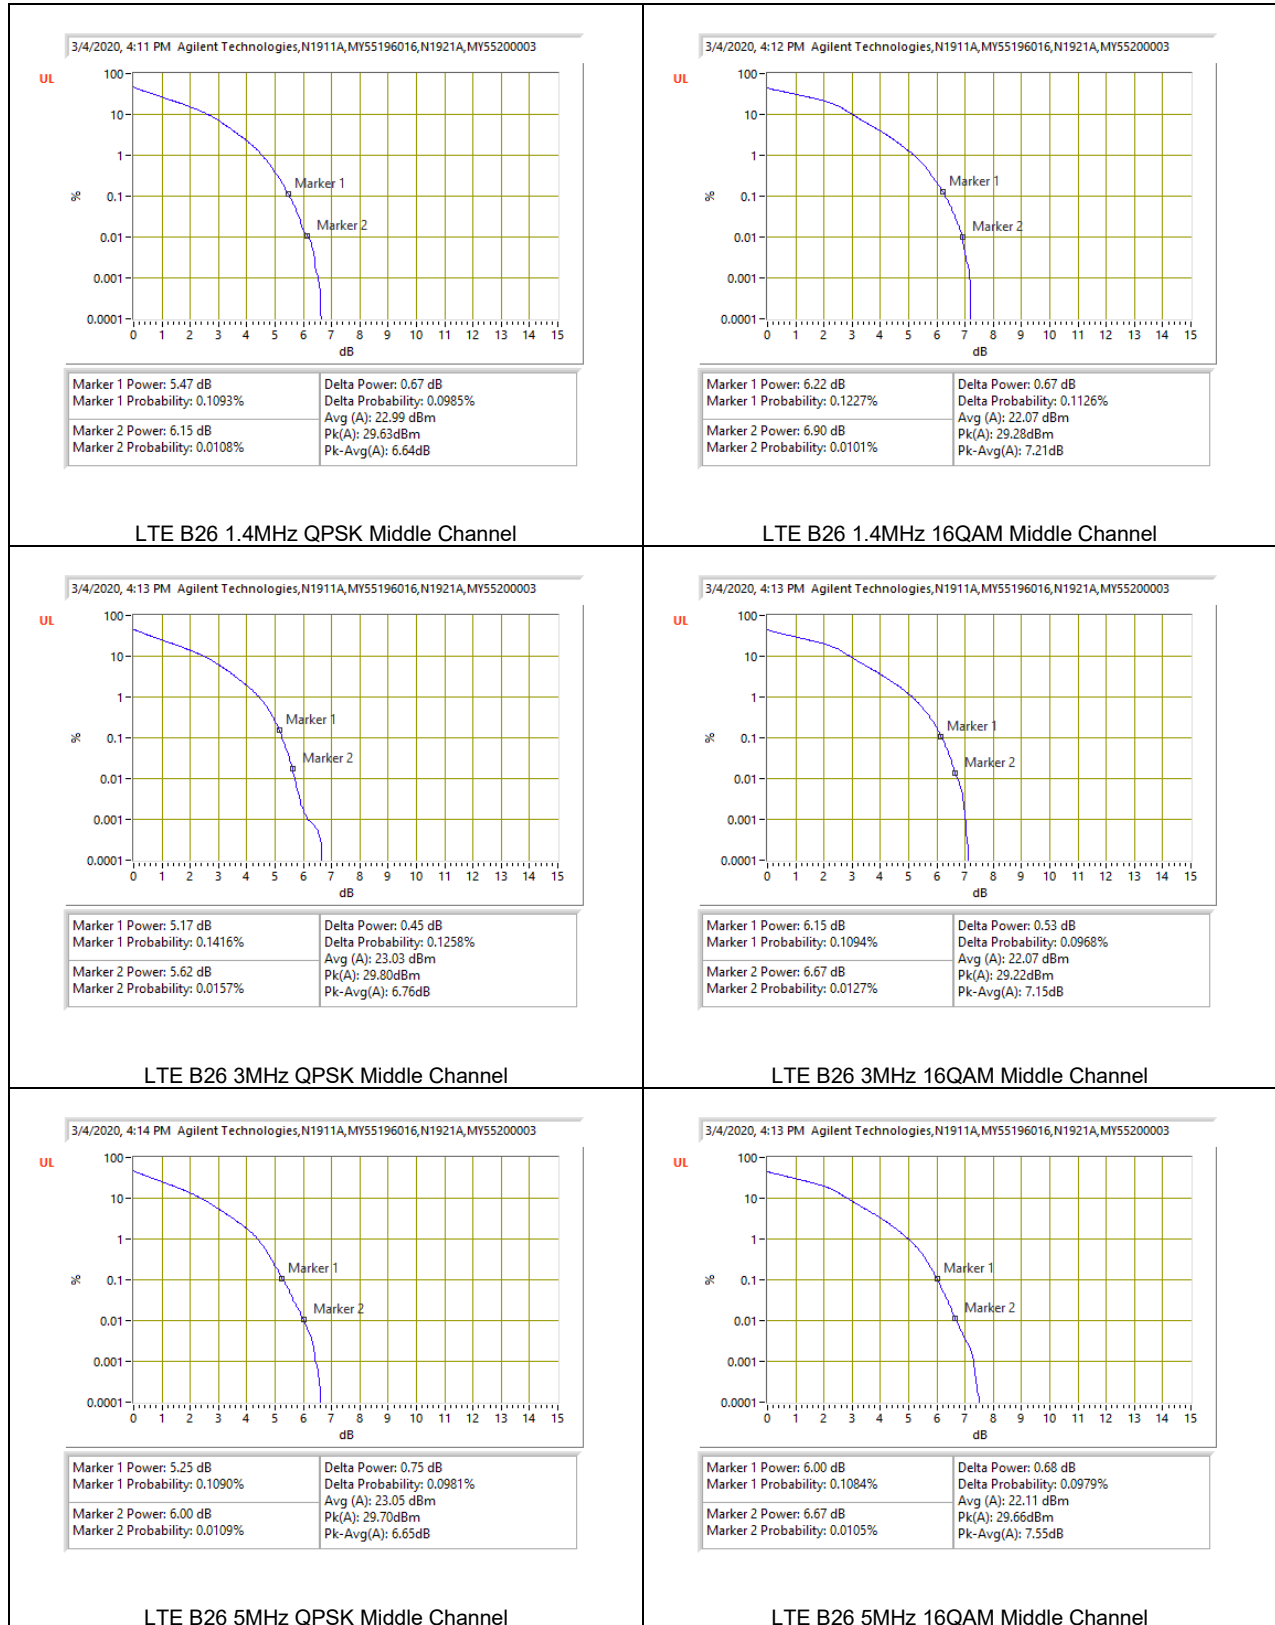 3/4/2020, 4:11 PM Agilent Technologies,N1911A,MY55196016,N1921A,MY55200003
UL
100
10
1
0.1
0.01
0.001
0.0001
%
Marker 1
Marker 2
0 1 2 3 4 5 6 7 8 9 10 11 12 13 14 15
dB
Marker 1 Power: 5.47 dB
Marker 1 Probability: 0.1093%
Marker 2 Power: 6.15 dB
Marker 2 Probability: 0.0108%
Delta Power: 0.67 dB
Delta Probability: 0.0985%
Avg (A): 22.99 dBm
Pk(A): 29.63dBm
Pk-Avg(A): 6.64dB
LTE B26 1.4MHz QPSK Middle Channel
3/4/2020, 4:12 PM Agilent Technologies,N1911A,MY55196016,N1921A,MY55200003
UL
100
10
1
0.1
0.01
0.001
0.0001
%
Marker 1
Marker 2
0 1 2 3 4 5 6 7 8 9 10 11 12 13 14 15
dB
Marker 1 Power: 6.22 dB
Marker 1 Probability: 0.1227%
Marker 2 Power: 6.90 dB
Marker 2 Probability: 0.0101%
Delta Power: 0.67 dB
Delta Probability: 0.1126%
Avg (A): 22.07 dBm
Pk(A): 29.28dBm
Pk-Avg(A): 7.21dB
LTE B26 1.4MHz 16QAM Middle Channel
3/4/2020, 4:13 PM Agilent Technologies,N1911A,MY55196016,N1921A,MY55200003
UL
100
10
1
0.1
0.01
0.001
0.0001
%
Marker 1
Marker 2
0 1 2 3 4 5 6 7 8 9 10 11 12 13 14 15
dB
Marker 1 Power: 5.17 dB
Marker 1 Probability: 0.1416%
Marker 2 Power: 5.62 dB
Marker 2 Probability: 0.0157%
Delta Power: 0.45 dB
Delta Probability: 0.1258%
Avg (A): 23.03 dBm
Pk(A): 29.80dBm
Pk-Avg(A): 6.76dB
LTE B26 3MHz QPSK Middle Channel
3/4/2020, 4:13 PM Agilent Technologies,N1911A,MY55196016,N1921A,MY55200003
UL
100
10
1
0.1
0.01
0.001
0.0001
%
Marker 1
Marker 2
0 1 2 3 4 5 6 7 8 9 10 11 12 13 14 15
dB
Marker 1 Power: 6.15 dB
Marker 1 Probability: 0.1094%
Marker 2 Power: 6.67 dB
Marker 2 Probability: 0.0127%
Delta Power: 0.53 dB
Delta Probability: 0.0968%
Avg (A): 22.07 dBm
Pk(A): 29.22dBm
Pk-Avg(A): 7.15dB
LTE B26 3MHz 16QAM Middle Channel
3/4/2020, 4:14 PM Agilent Technologies,N1911A,MY55196016,N1921A,MY55200003
UL
100
10
1
0.1
0.01
0.001
0.0001
%
Marker 1
Marker 2
0 1 2 3 4 5 6 7 8 9 10 11 12 13 14 15
dB
Marker 1 Power: 5.25 dB
Marker 1 Probability: 0.1090%
Marker 2 Power: 6.00 dB
Marker 2 Probability: 0.0109%
Delta Power: 0.75 dB
Delta Probability: 0.0981%
Avg (A): 23.05 dBm
Pk(A): 29.70dBm
Pk-Avg(A): 6.65dB
LTE B26 5MHz QPSK Middle Channel
3/4/2020, 4:13 PM Agilent Technologies,N1911A,MY55196016,N1921A,MY55200003
UL
100
10
1
0.1
0.01
0.001
0.0001
%
Marker 1
Marker 2
0 1 2 3 4 5 6 7 8 9 10 11 12 13 14 15
dB
Marker 1 Power: 6.00 dB
Marker 1 Probability: 0.1084%
Marker 2 Power: 6.67 dB
Marker 2 Probability: 0.0105%
Delta Power: 0.68 dB
Delta Probability: 0.0979%
Avg (A): 22.11 dBm
Pk(A): 29.66dBm
Pk-Avg(A): 7.55dB
LTE B26 5MHz 16QAM Middle Channel